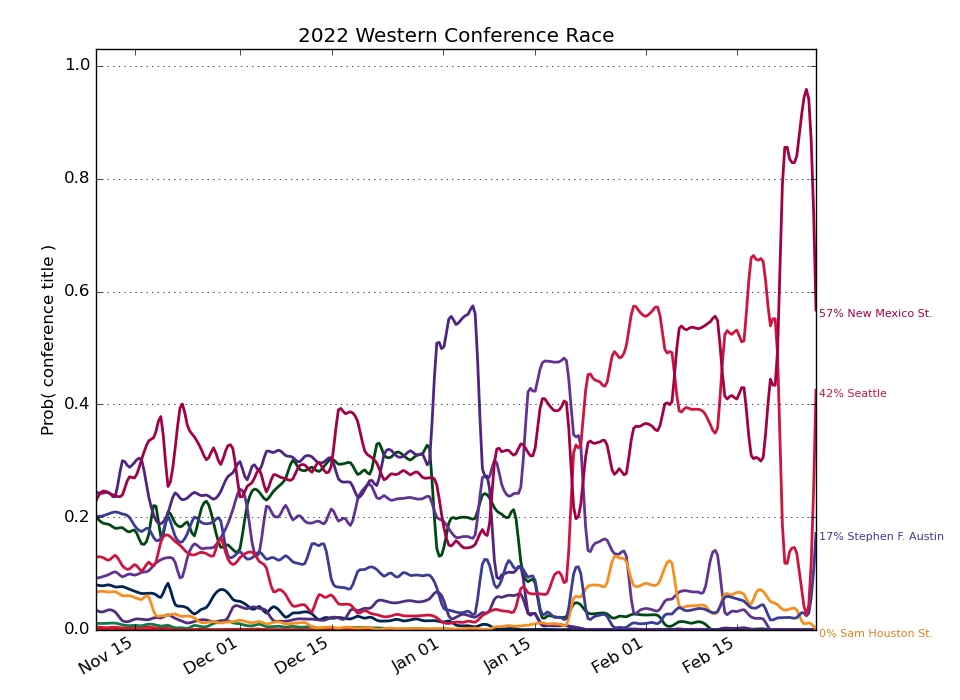 2022 Western Conference Race
Prob( conference title )
1.0
0.8
0.6
0.4
0.2
0.0
Nov 15
Dec 01
Dec 15
Jan 01
Jan 15
Feb 01
Feb 15
57% New Mexico St.
42% Seattle
17% Stephen F. Austin
0% Sam Houston St.